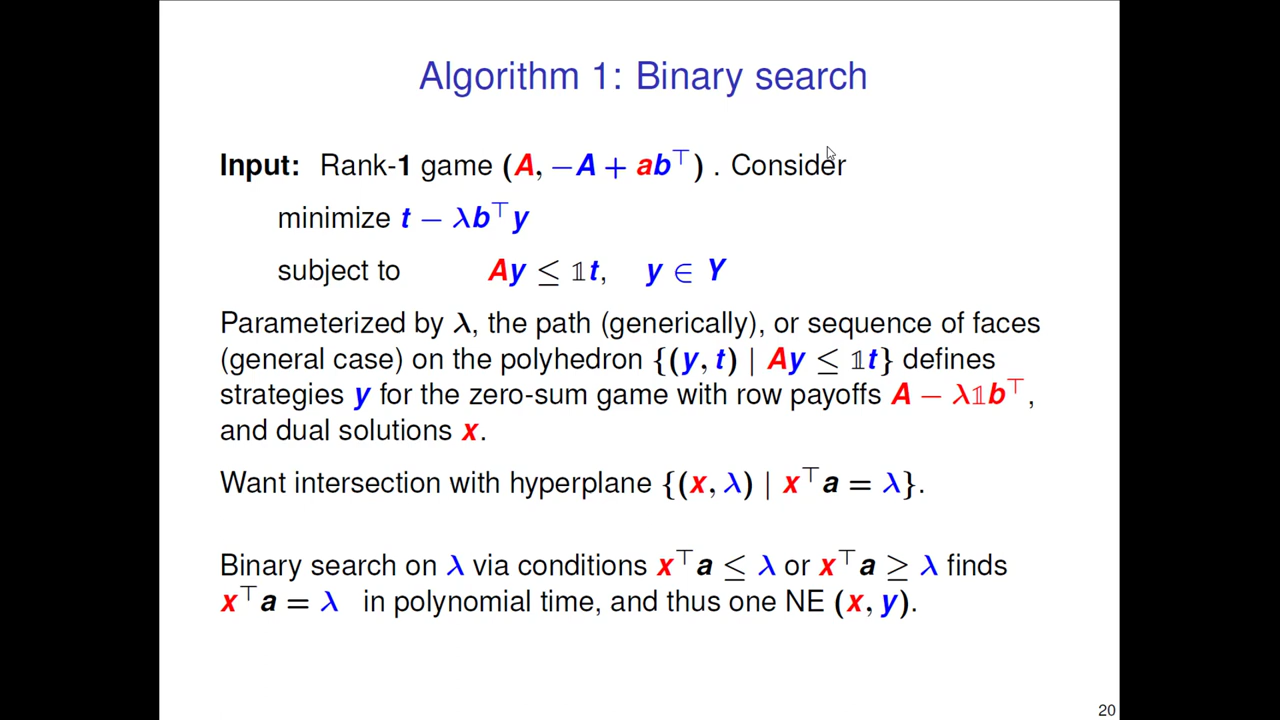 Algorithm 1: Binary search
Input: Rank-1 game (A, −A + ab⊤) . Consider
minimize t − λb⊤y
subject to Ay ≤ 𝟙t, y ∈ Y
Parameterized by λ, the path (generically), or sequence of faces
(general case) on the polyhedron {(y, t) | Ay ≤ 𝟙t} defines
strategies y for the zero-sum game with row payoffs A − λ𝟙b⊤,
and dual solutions x.
Want intersection with hyperplane {(x, λ) | x⊤a = λ}.
Binary search on λ via conditions x⊤a ≤ λ or x⊤a ≥ λ finds
x⊤a = λ in polynomial time, and thus one NE (x, y).
20